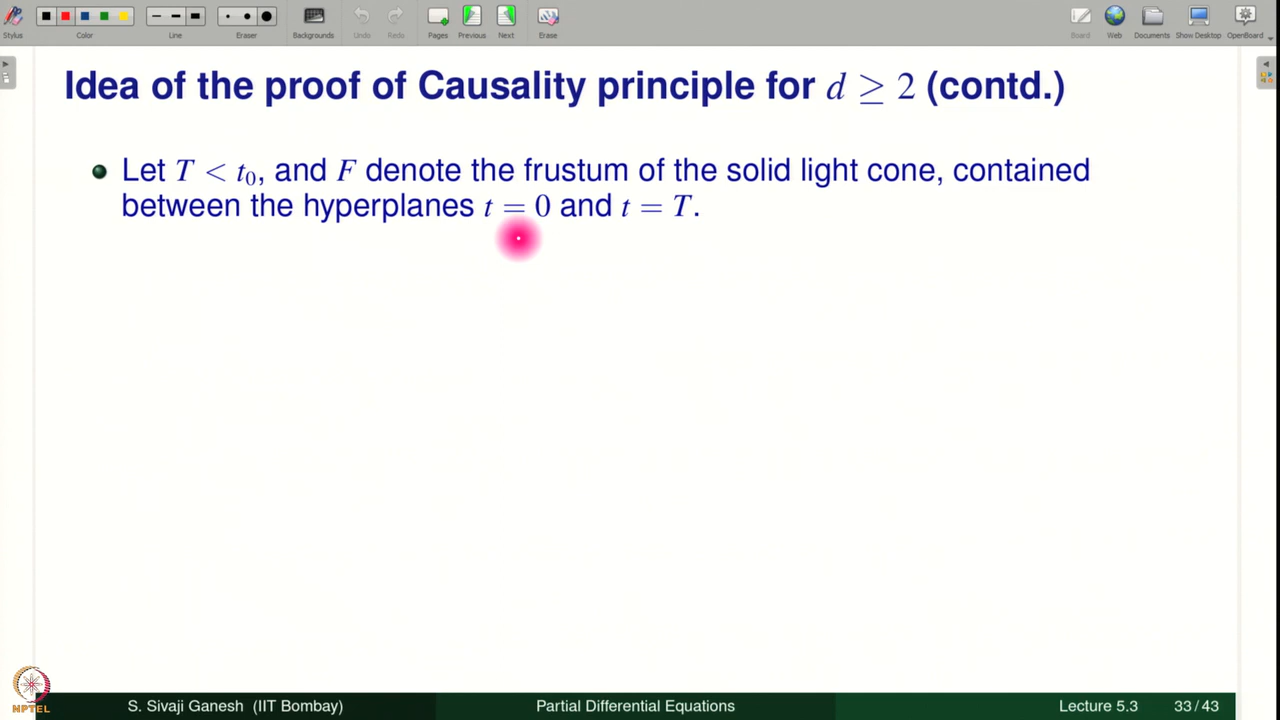 Stylus
Color
Line
Eraser
Backgrounds
Undo
Redo
Pages
Previous
Next
Erase
Board
Web
Documents
Show Desktop
OpenBoard
Idea of the proof of Causality principle for d ≥ 2 (contd.)
Let T < t₀, and F denote the frustum of the solid light cone, contained
between the hyperplanes t = 0 and t = T.
NPTEL
S. Sivaji Ganesh (IIT Bombay)
Partial Differential Equations
Lecture 5.3
33/43